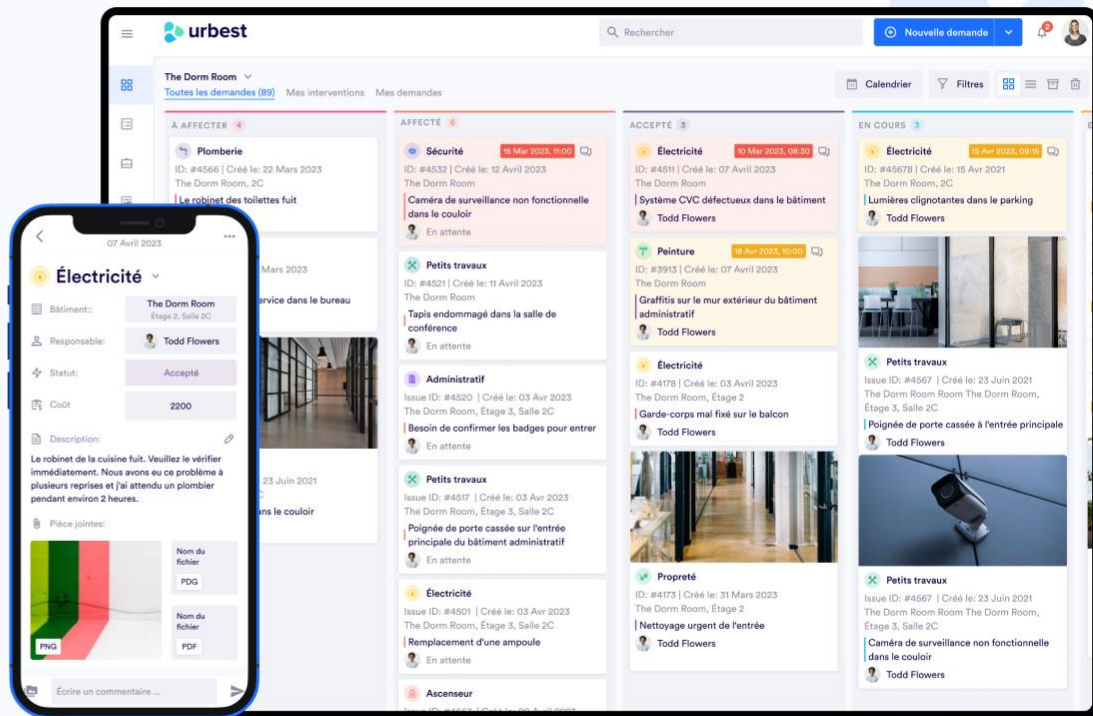 urbest
Rechercher
Nouvelle demande
2
The Dorm Room
Toutes les demandes (89) Mes interventions Mes demandes
Calendrier
Filtres
À AFFECTER 4
Plomberie
ID: #4566 | Créé le: 22 Mars 2023
The Dorm Room, 2C
Le robinet des toilettes fuit
Mars 2023
ervice dans le bureau
23 Juin 2021
C
ans le couloir
AFFECTÉ 6
Sécurité 15 Mar 2023, 11:00
ID: #4532 | Créé le: 12 Avril 2023
The Dorm Room
Caméra de surveillance non fonctionnelle
dans le couloir
En attente
Petits travaux
ID: #4521 | Créé le: 11 Avril 2023
The Dorm Room
Tapis endommagé dans la salle de
conférence
En attente
Administratif
Issue ID: #4520 | Créé le: 03 Avr 2023
The Dorm Room, Étage 3, Salle 2C
Besoin de confirmer les badges pour entrer
En attente
Petits travaux
Issue ID: #4517 | Créé le: 03 Avr 2023
The Dorm Room, Étage 3, Salle 2C
Poignée de porte cassée sur l'entrée
principale du bâtiment administratif
En attente
Électricité
Issue ID: #4501 | Créé le: 03 Avr 2023
The Dorm Room, Étage 3, Salle 2C
Remplacement d'une ampoule
En attente
Ascenseur
ACCEPTÉ 3
Électricité 10 Mar 2023, 08:30
ID: #4511 | Créé le: 07 Avril 2023
The Dorm Room
Système CVC défectueux dans le bâtiment
Todd Flowers
Peinture 18 Avr 2023, 10:00
ID: #3913 | Créé le: 07 Avril 2023
The Dorm Room
Graffitis sur le mur extérieur du bâtiment
administratif
Todd Flowers
Électricité
ID: #4178 | Créé le: 03 Avril 2023
The Dorm Room, Étage 2
Garde-corps mal fixé sur le balcon
Todd Flowers
Propreté
ID: #4173 | Créé le: 31 Mars 2023
The Dorm Room, Étage 2
Nettoyage urgent de l'entrée
Todd Flowers
EN COURS 3
Électricité 15 Avr 2023, 09:15
ID: #45678 | Créé le: 15 Avr 2021
The Dorm Room, 2C
Lumières clignotantes dans le parking
Todd Flowers
Petits travaux
Issue ID: #4567 | Créé le: 23 Juin 2021
The Dorm Room Room The Dorm Room,
Étage 3, Salle 2C
Poignée de porte cassée à l'entrée principale
Todd Flowers
Petits travaux
Issue ID: #4567 | Créé le: 23 Juin 2021
The Dorm Room Room The Dorm Room,
Étage 3, Salle 2C
Caméra de surveillance non fonctionnelle
dans le couloir
Todd Flowers
07 Avril 2023
Électricité
Bâtiment:: The Dorm Room
Étage 2, Salle 2C
Responsable: Todd Flowers
Statut: Accepté
Coût 2200
Description:
Le robinet de la cuisine fuit. Veuillez le vérifier
immédiatement. Nous avons eu ce problème à
plusieurs reprises et j'ai attendu un plombier
pendant environ 2 heures.
Pièce jointes:
Nom du
fichier
PDG
Nom du
fichier
PDF
PNG
Écrire un commentaire ...